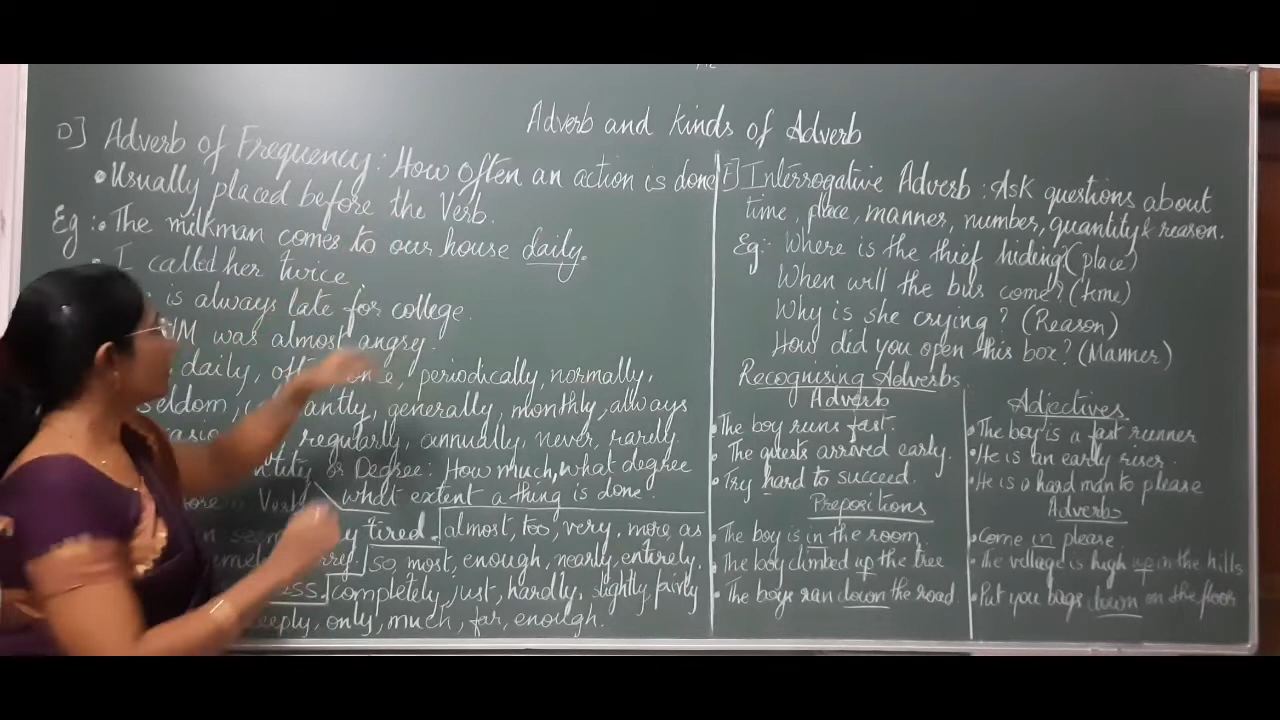 Adverb and kinds of Adverb
D] Adverb of Frequency: How often an action is done
• Usually placed before the Verb.
Eg: • The milkman comes to our house daily.
• I called her twice
is always late for college.
was almost angry.
daily, once, periodically, normally,
generally, monthly, always
regularly, annually, never, rarely
& Degree: How much, what degree
Verb what extent a thing is done.
tired. almost, too, very, more, as
so, most, enough, nearly, entirely,
completely, just, hardly, slightly fairly
only, much, far, enough.
E] Interrogative Adverb: Ask questions about
time, place, manner, number, quantity & reason.
Eg:- Where is the thief hiding (place)
When will the bus come? (time)
Why is she crying? (Reason)
How did you open this box? (Manner)
Recognising Adverbs.
Adverb
• The boy runs fast.
• The guests arrived early.
• Try hard to succeed.
Prepositions
• The boy is in the room.
• The boy climbed up the tree
• The boys ran down the road.
Adjectives
• The boy is a fast runner
• He is an early riser.
• He is a hard man to please
Adverbs
• Come in please.
• The village is high up on the hills
• Put you bags down on the floor